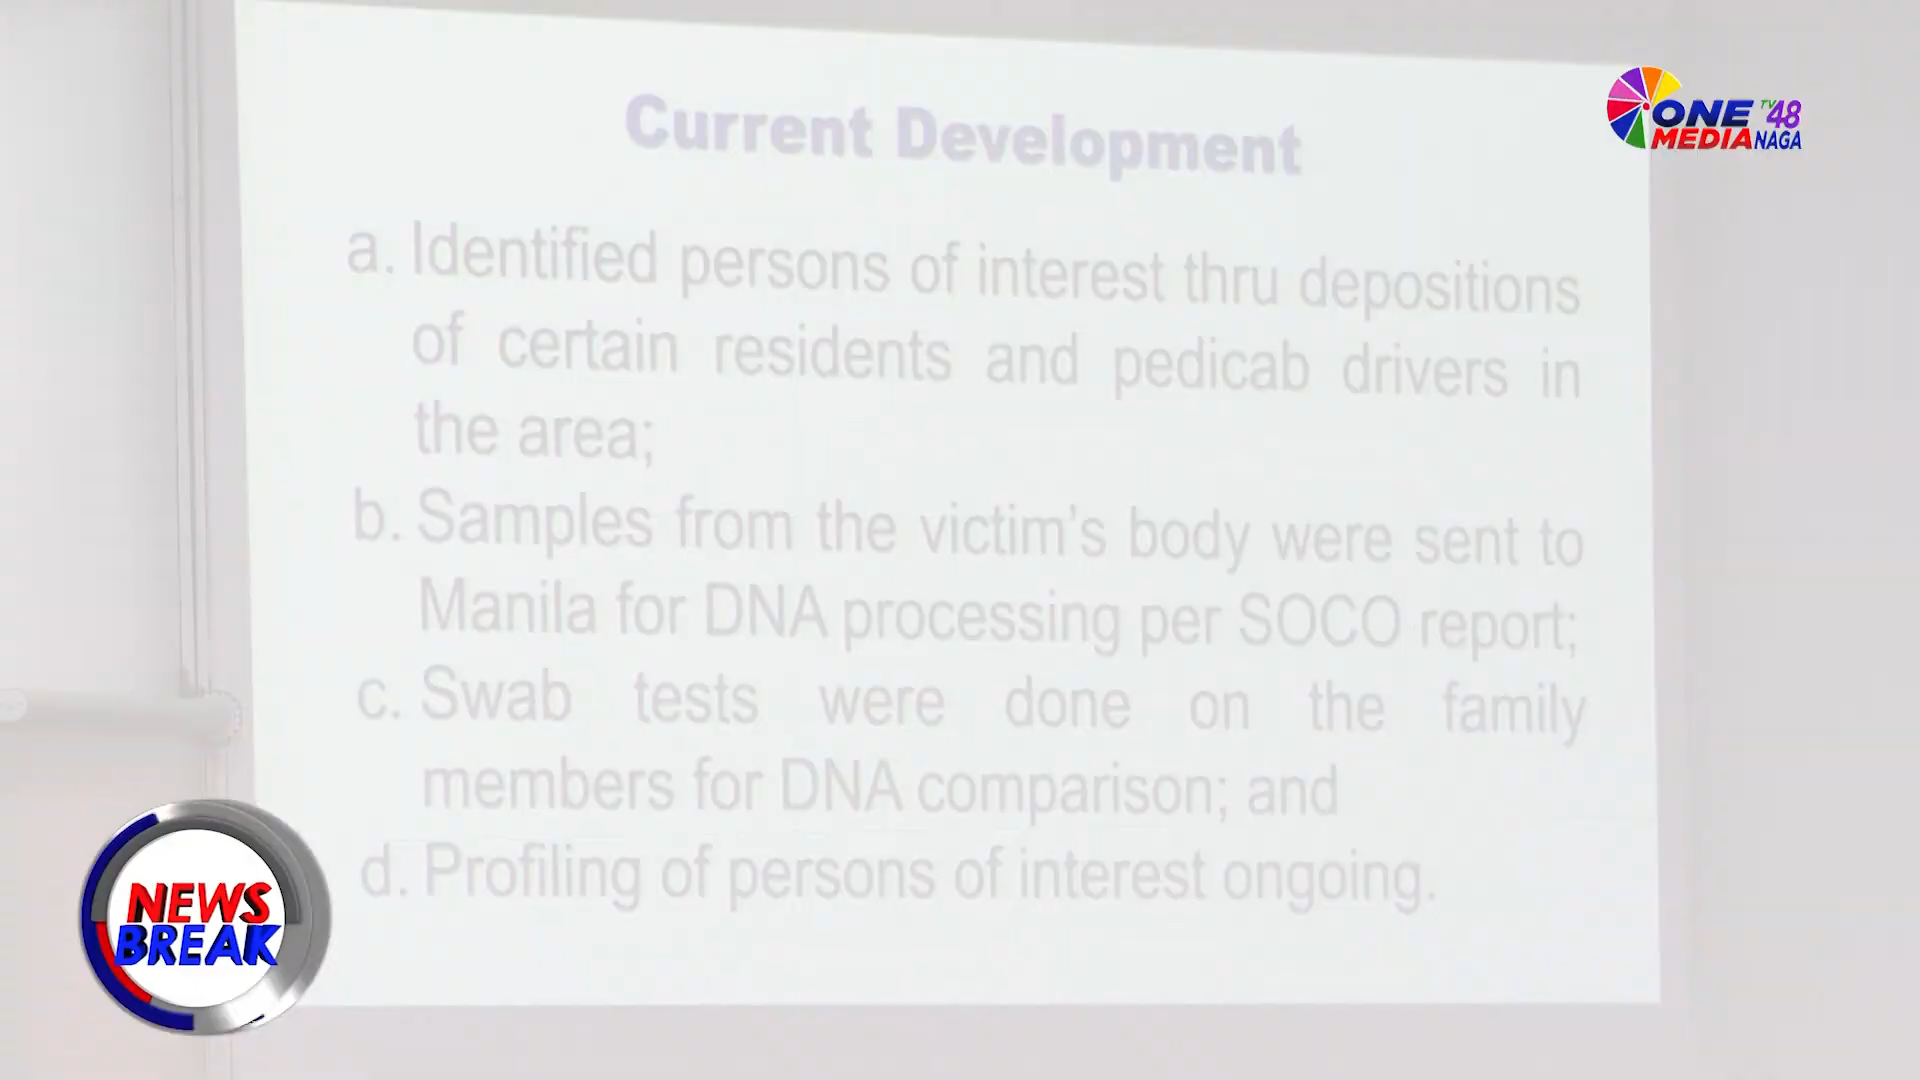 Current Development
ONE TV48
MEDIA NAGA
a. Identified persons of interest thru depositions
of certain residents and pedicab drivers in
the area;
b. Samples from the victim's body were sent to
Manila for DNA processing per SOCO report;
c. Swab tests were done on the family
members for DNA comparison; and
d. Profiling of persons of interest ongoing.
NEWS
BREAK